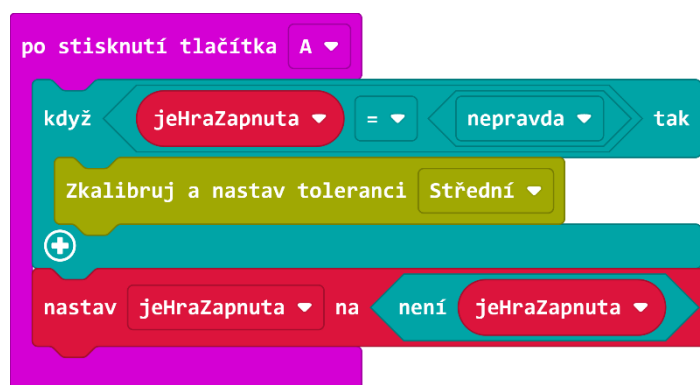 po stisknutí tlačítka A
když jeHraZapnuta = nepravda tak
Zkalibruj a nastav toleranci Střední
nastav jeHraZapnuta na není jeHraZapnuta